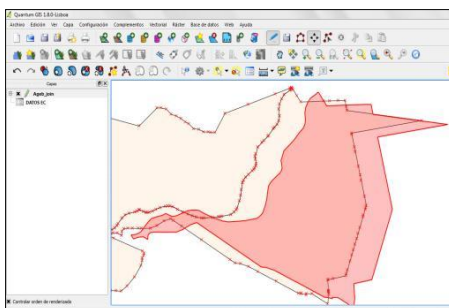 Quantum GIS 1.8.0-Lisboa
Archivo Edición Ver Capa Configuración Complementos Vectorial Ráster Base de datos Web Ayuda
Capas
Ageb_join
DATOS EC
Controlar orden de renderizado